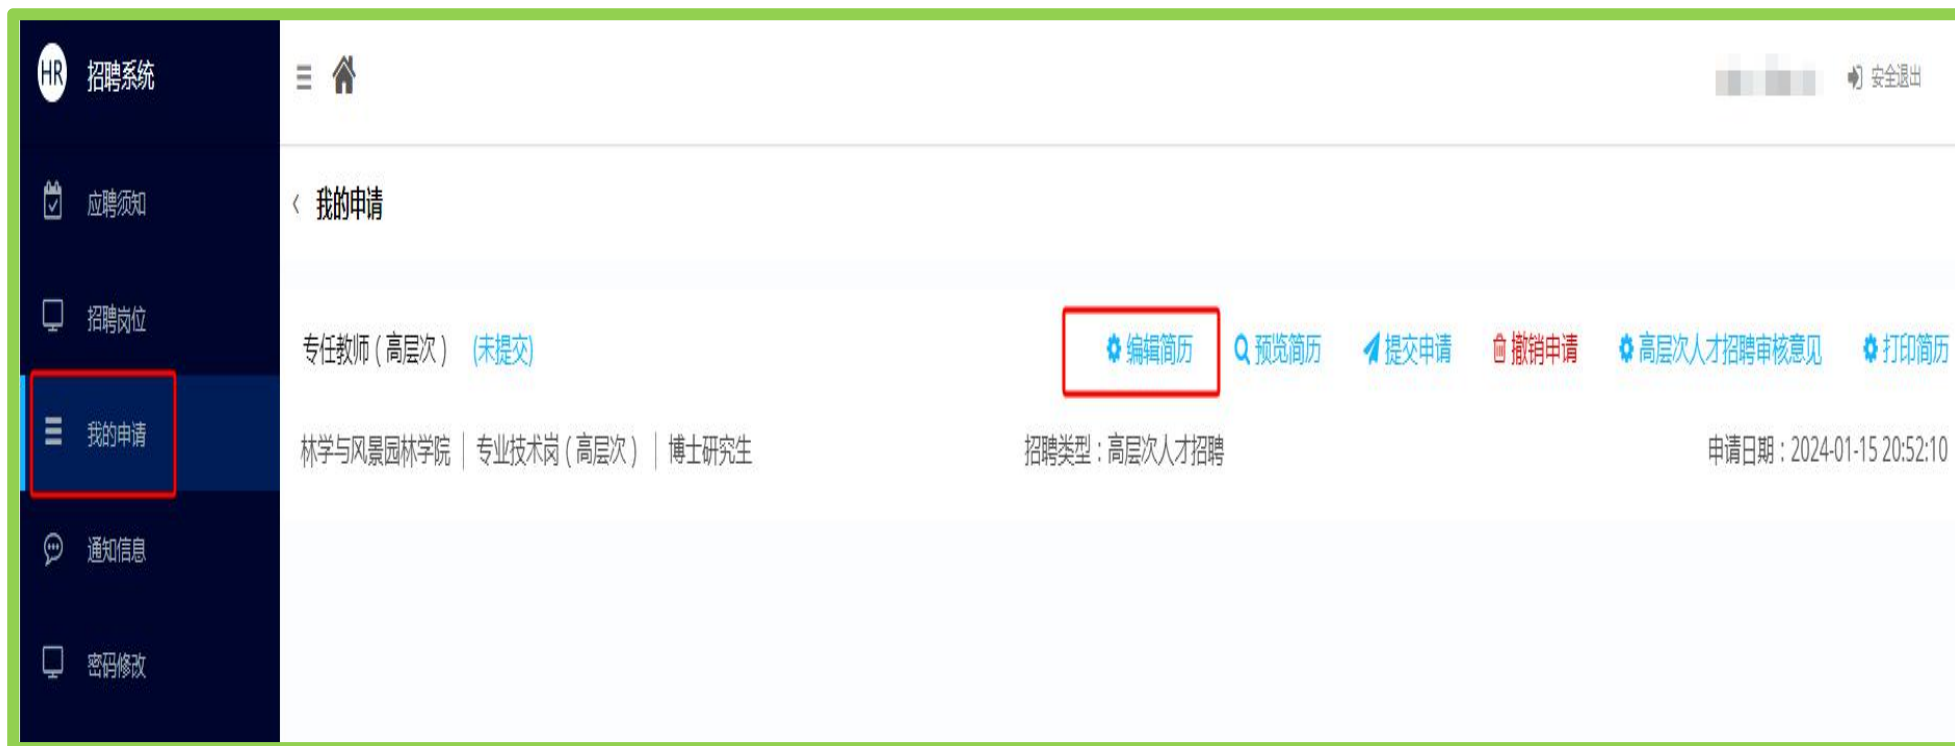 HR 招聘系统
安全退出
应聘须知
招聘岗位
我的申请
通知信息
密码修改
我的申请
专任教师(高层次) (未提交) 编辑简历 预览简历 提交申请 撤销申请 高层次人才招聘审核意见 打印简历
林学与风景园林学院 | 专业技术岗(高层次) | 博士研究生 招聘类型:高层次人才招聘 申请日期:2024-01-15 20:52:10